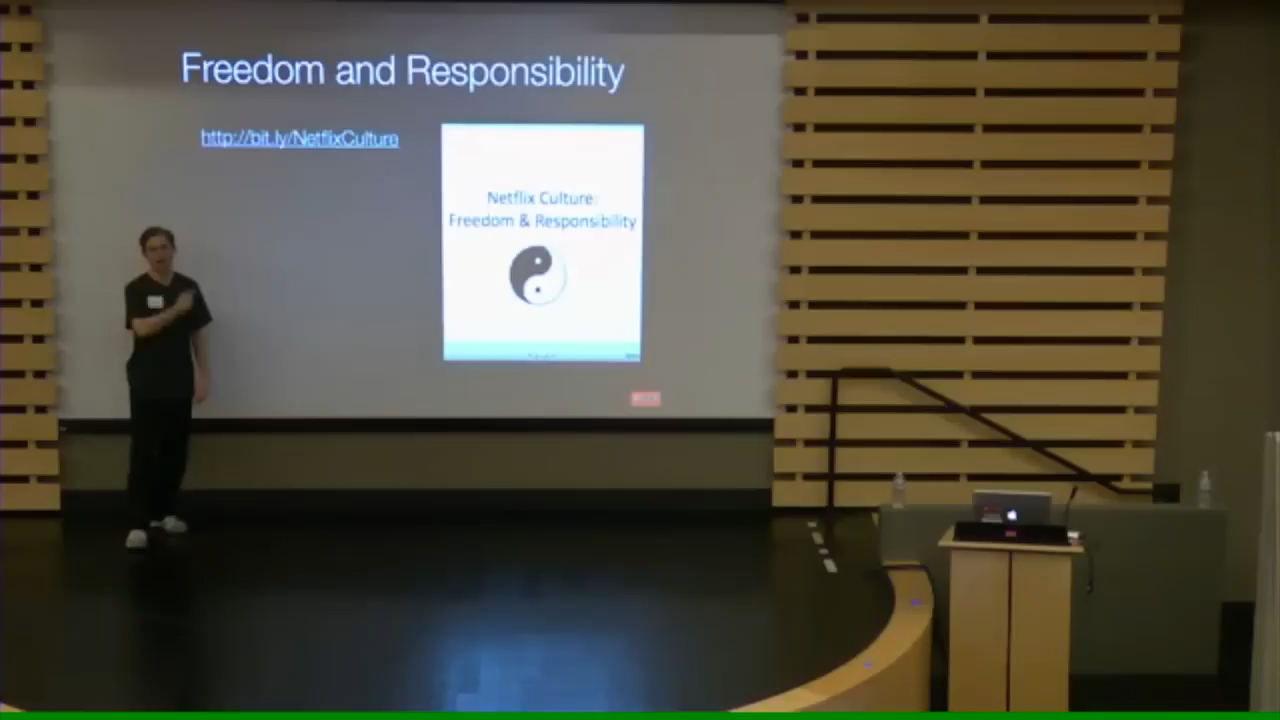 Freedom and Responsibility
http://bit.ly/NetflixCulture
Netflix Culture:
Freedom & Responsibility